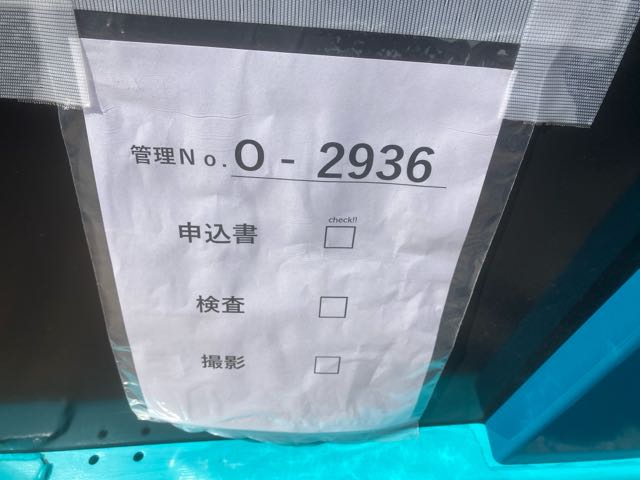 管理No. O - 2936
check!!
申込書 □
検査 □
撮影 □